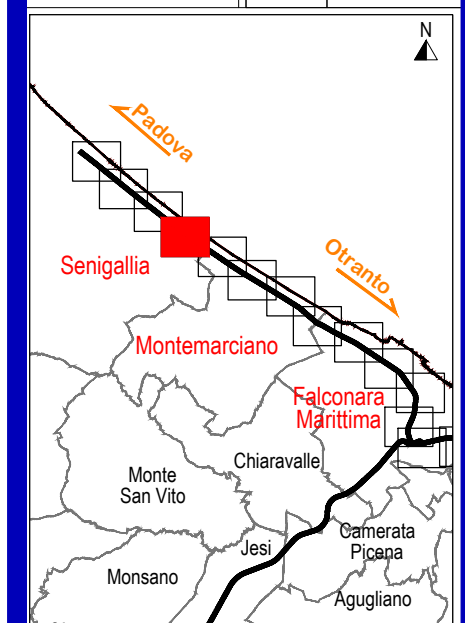 N
Padova
Otranto
Senigallia
Montemarciano
Falconara
Marittima
Chiaravalle
Monte
San Vito
Camerata
Picena
Jesi
Monsano
Agugliano